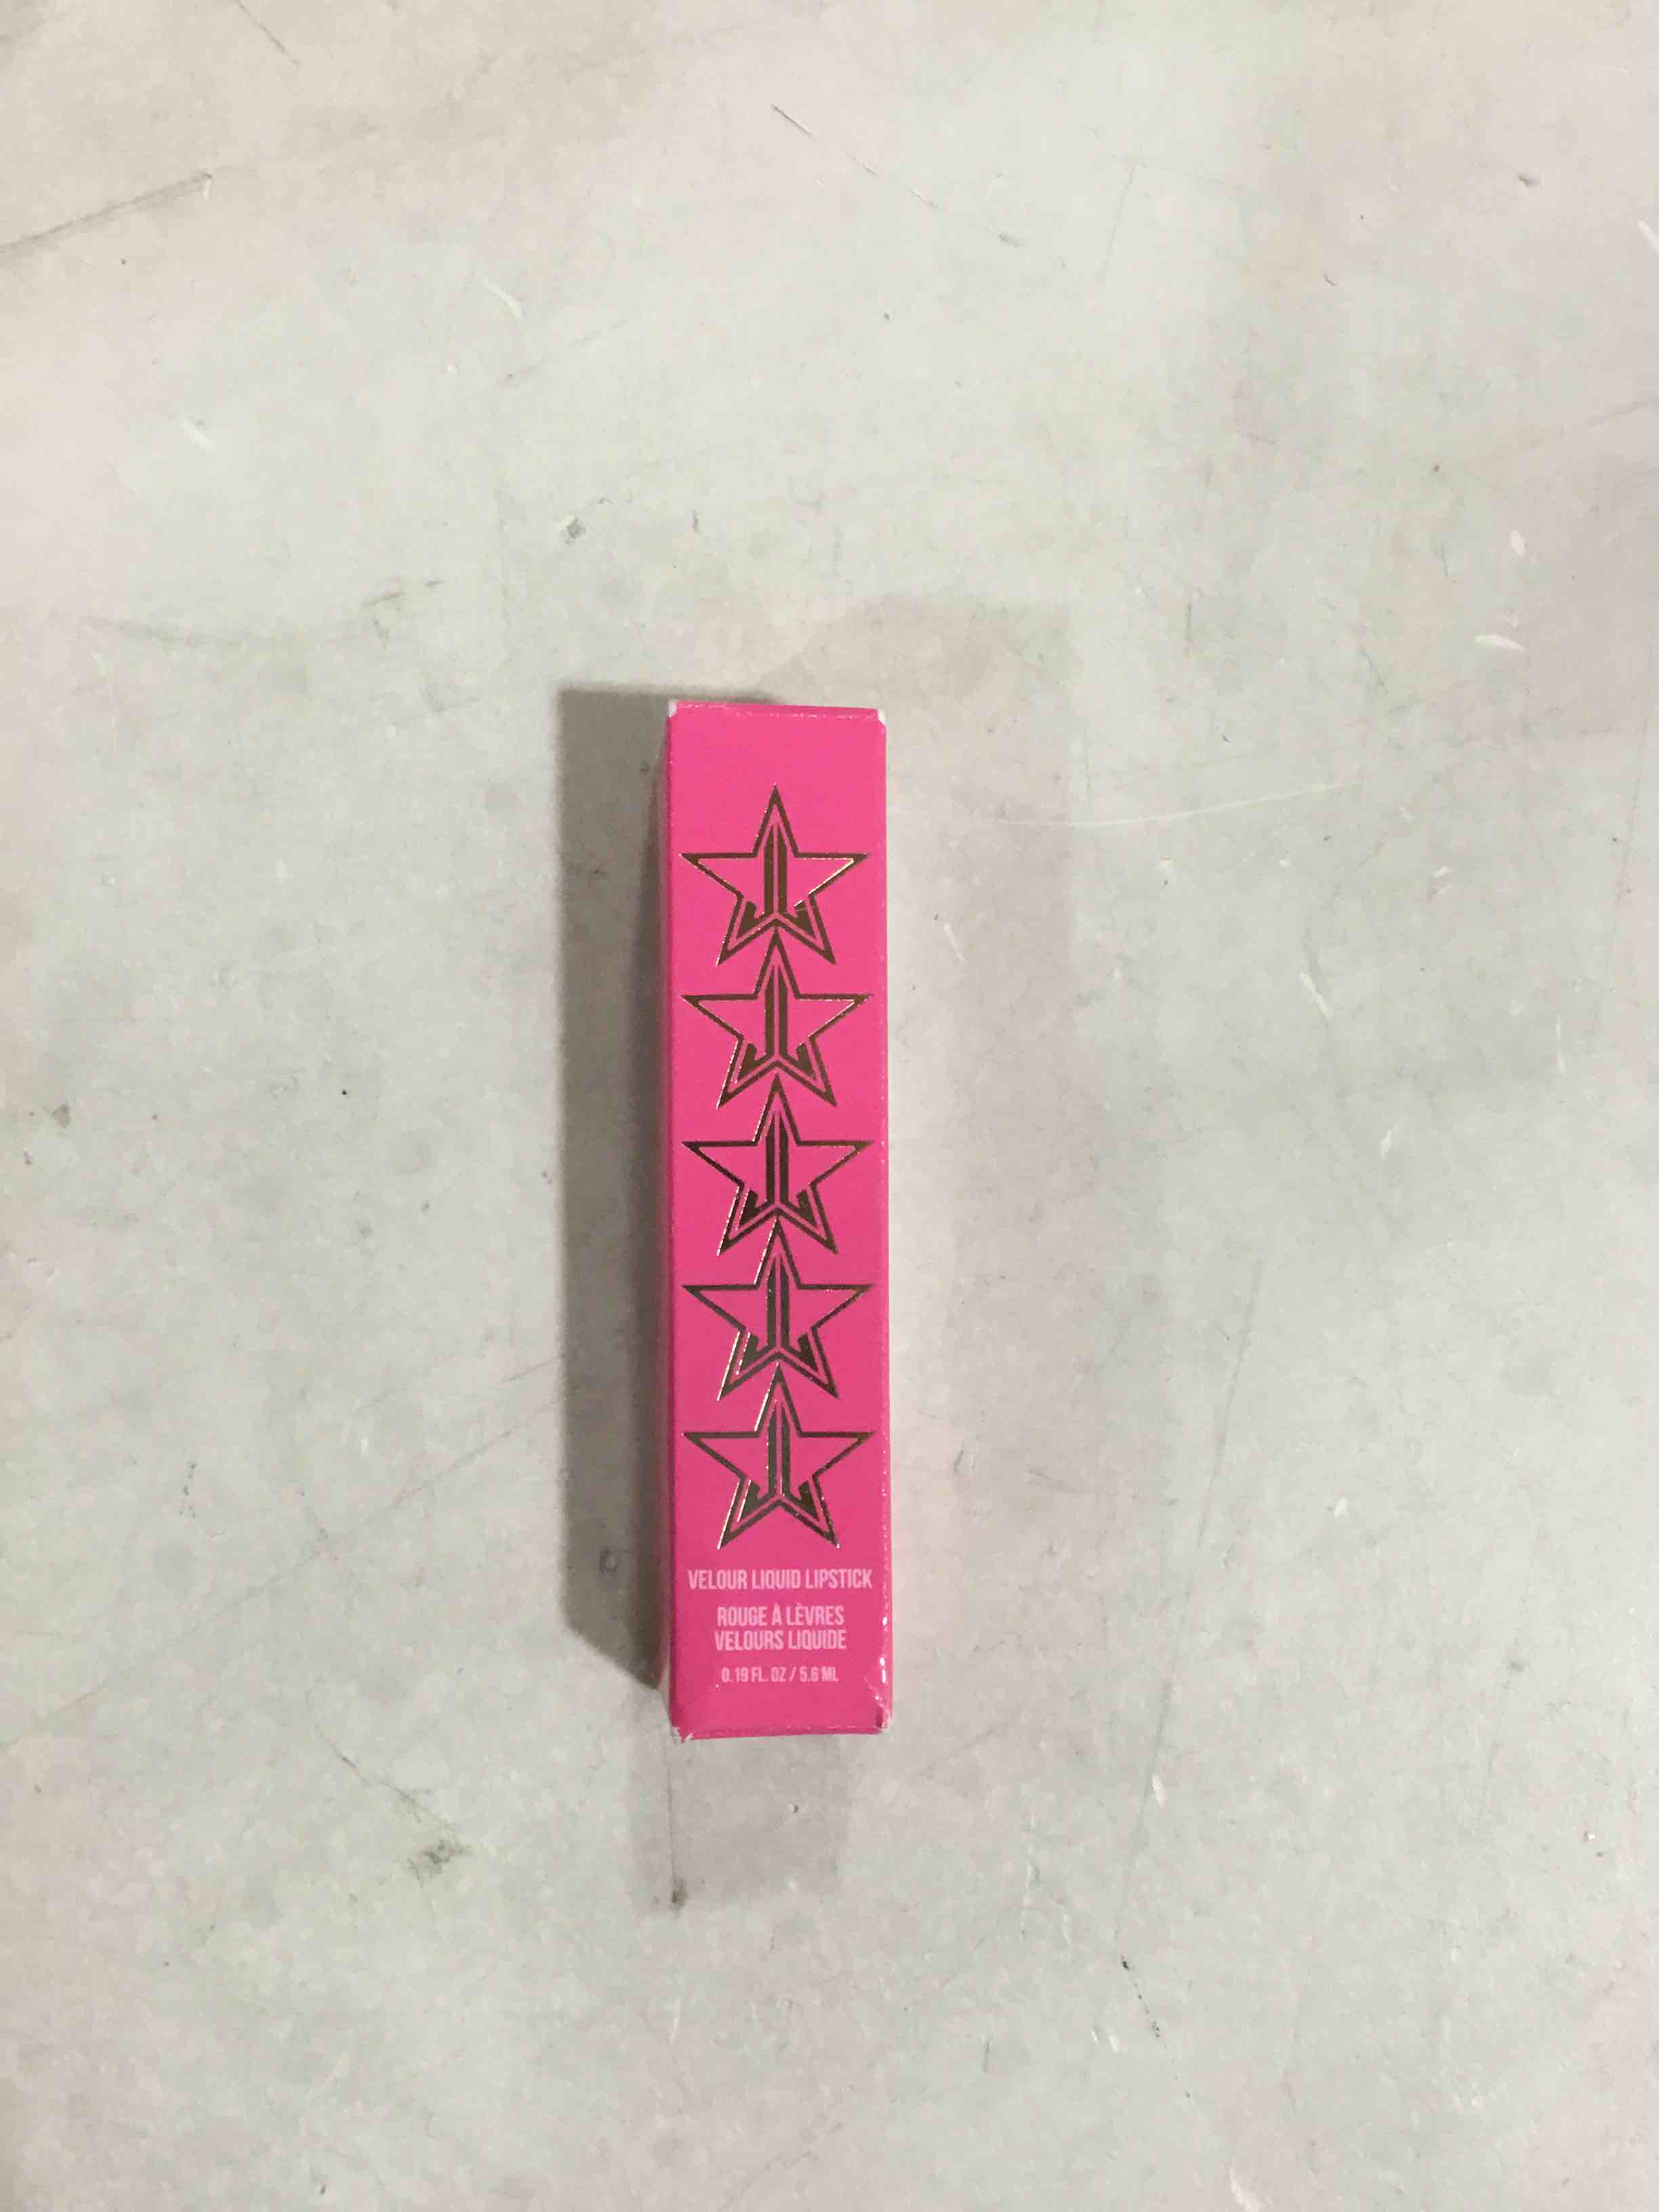 VELOUR LIQUID LIPSTICK
ROUGE À LÈVRES
VELOURS LIQUIDE
0.19 FL. OZ / 5.6 ML